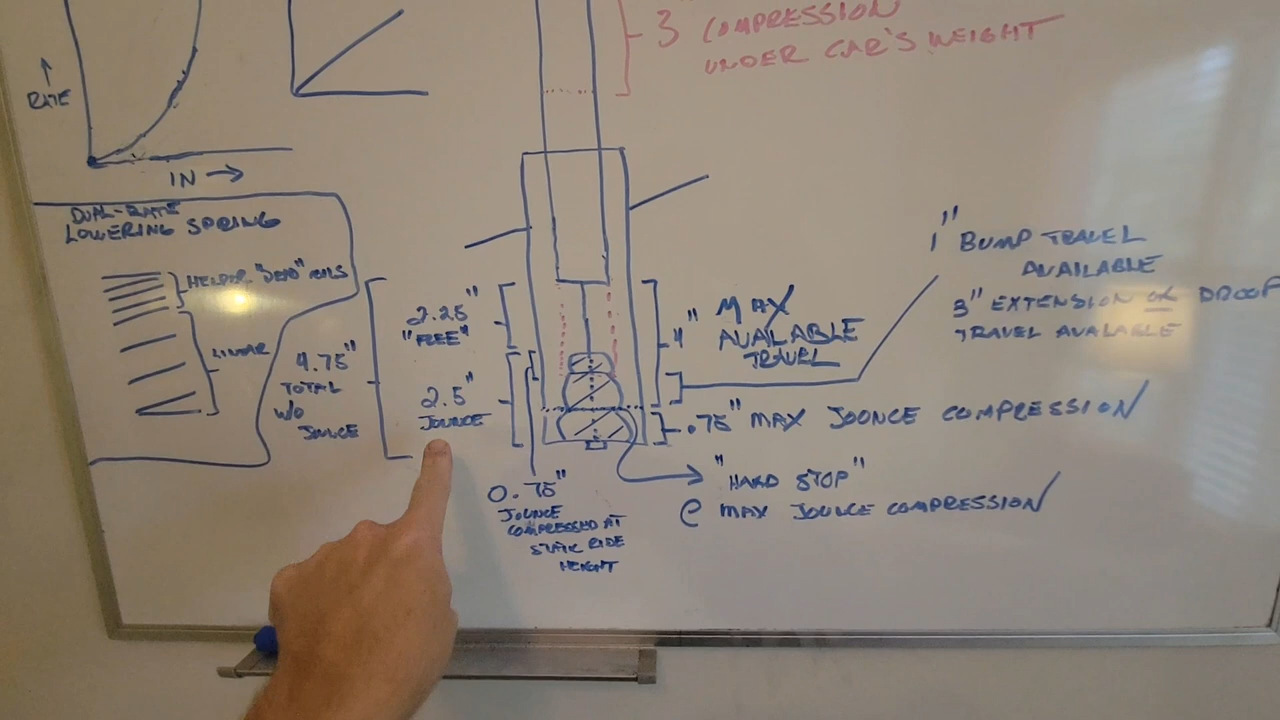 3"
COMPRESSION
UNDER CAR'S WEIGHT
↑
RATE
IN →
DUAL-RATE
LOWERING SPRING
HELPER "DEAD" COILS
LINEAR
4.75"
TOTAL
W/O
JOUNCE
2.25"
"FREE"
2.5"
JOUNCE
0.75"
JOUNCE
COMPRESSED AT
STATIC RIDE
HEIGHT
4" MAX
AVAILABLE
TRAVEL
1" BUMP TRAVEL
AVAILABLE
3" EXTENSION OR DROOP
TRAVEL AVAILABLE
.75" MAX JOUNCE COMPRESSION
"HARD STOP"
@ MAX JOUNCE COMPRESSION